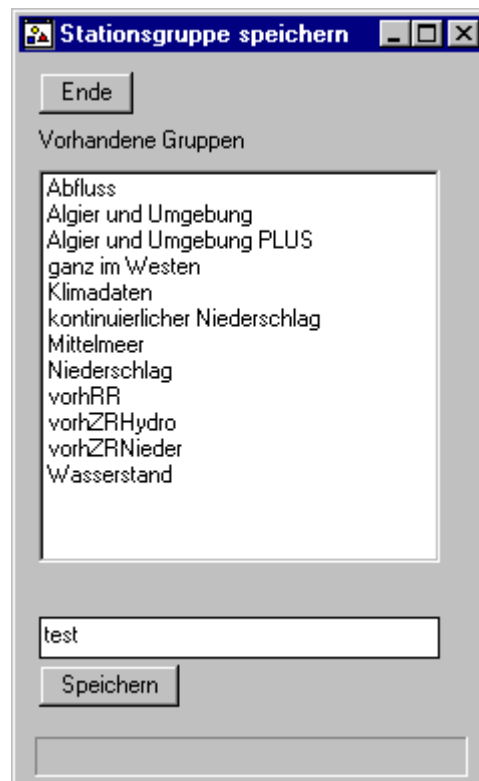 Stationsgruppe speichern
Ende
Vorhandene Gruppen
Abfluss
Algier und Umgebung
Algier und Umgebung PLUS
ganz im Westen
Klimadaten
kontinuierlicher Niederschlag
Mittelmeer
Niederschlag
vorhRR
vorhZRHydro
vorhZRNieder
Wasserstand
test
Speichern